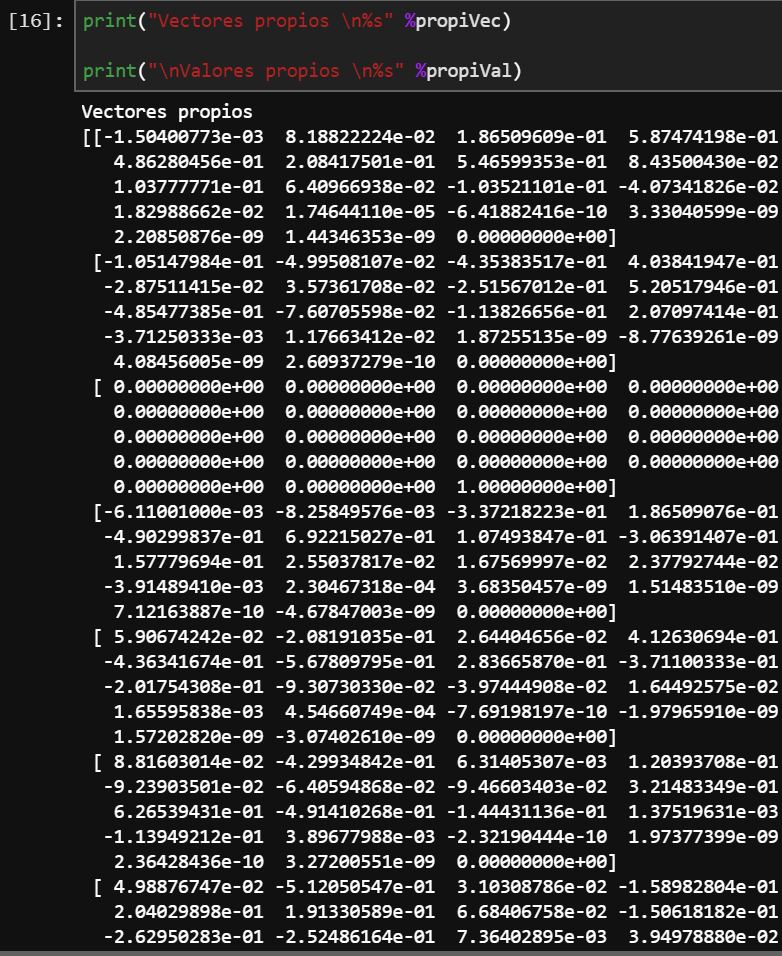 [16]: print("Vectores propios \n%s" %propiVec)
print("\nValores propios \n%s" %propiVal)
Vectores propios
[[-1.50400773e-03 8.18822224e-02 1.86509609e-01 5.87474198e-01
4.86280456e-01 2.08417501e-01 5.46599353e-01 8.43500430e-02
1.03777771e-01 6.40966938e-02 -1.03521101e-01 -4.07341826e-02
1.82988662e-02 1.74644110e-05 -6.41882416e-10 3.33040599e-09
2.20850876e-09 1.44346353e-09 0.00000000e+00]
[-1.05147984e-01 -4.99508107e-02 -4.35383517e-01 4.03841947e-01
-2.87511415e-02 3.57361708e-02 -2.51567012e-01 5.20517946e-01
-4.85477385e-01 -7.60705598e-02 -1.13826656e-01 2.07097414e-01
-3.71250333e-03 1.17663412e-02 1.87255135e-09 -8.77639261e-09
4.08456005e-09 2.60937279e-10 0.00000000e+00]
[ 0.00000000e+00 0.00000000e+00 0.00000000e+00 0.00000000e+00
0.00000000e+00 0.00000000e+00 0.00000000e+00 0.00000000e+00
0.00000000e+00 0.00000000e+00 0.00000000e+00 0.00000000e+00
0.00000000e+00 0.00000000e+00 0.00000000e+00 0.00000000e+00
0.00000000e+00 0.00000000e+00 1.00000000e+00]
[-6.11001000e-03 -8.25849576e-03 -3.37218223e-01 1.86509076e-01
-4.90299837e-01 6.92215027e-01 1.07493847e-01 -3.06391407e-01
1.57779694e-01 2.55037817e-02 1.67569997e-02 2.37792744e-02
-3.91489410e-03 2.30467318e-04 3.68350457e-09 1.51483510e-09
7.12163887e-10 -4.67847003e-09 0.00000000e+00]
[ 5.90674242e-02 -2.08191035e-01 2.64404656e-02 4.12630694e-01
-4.36341674e-01 -5.67809795e-01 2.83665870e-01 -3.71100333e-01
-2.01754308e-01 -9.30730330e-02 -3.97444908e-02 1.64492575e-02
1.65595838e-03 4.54660749e-04 -7.69198197e-10 -1.97965910e-09
1.57202820e-09 -3.07402610e-09 0.00000000e+00]
[ 8.81603014e-02 -4.29934842e-01 6.31405307e-03 1.20393708e-01
-9.23903501e-02 -6.40594868e-02 -9.46603403e-02 3.21483349e-01
6.26539431e-01 -4.91410268e-01 -1.44431136e-01 1.37519631e-03
-1.13949212e-01 3.89677988e-03 -2.32190444e-10 1.97377399e-09
2.36428436e-10 3.27200551e-09 0.00000000e+00]
[ 4.98876747e-02 -5.12050547e-01 3.10308786e-02 -1.58982804e-01
2.04029898e-01 1.91330589e-01 6.68406758e-02 -1.50618182e-01
-2.62950283e-01 -2.52486164e-01 7.36402895e-03 3.94978880e-02